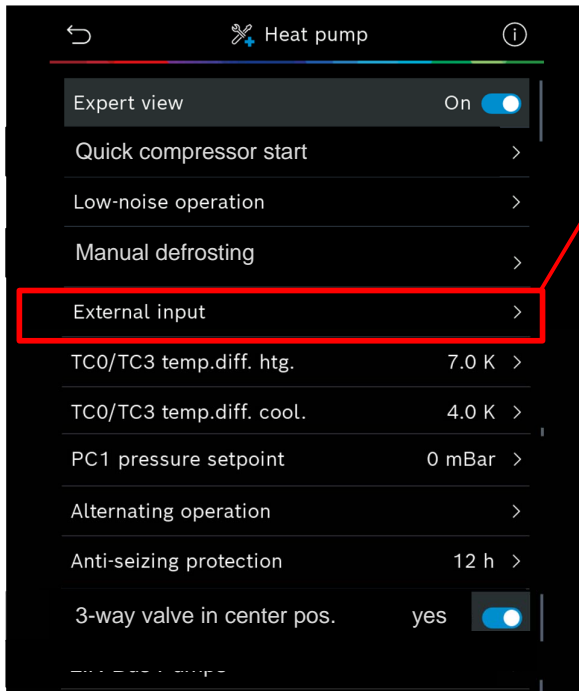 Heat pump
Expert view On
Quick compressor start
Low-noise operation
Manual defrosting
External input
TC0/TC3 temp.diff. htg. 7.0 K
TC0/TC3 temp.diff. cool. 4.0 K
PC1 pressure setpoint 0 mBar
Alternating operation
Anti-seizing protection 12 h
3-way valve in center pos. yes